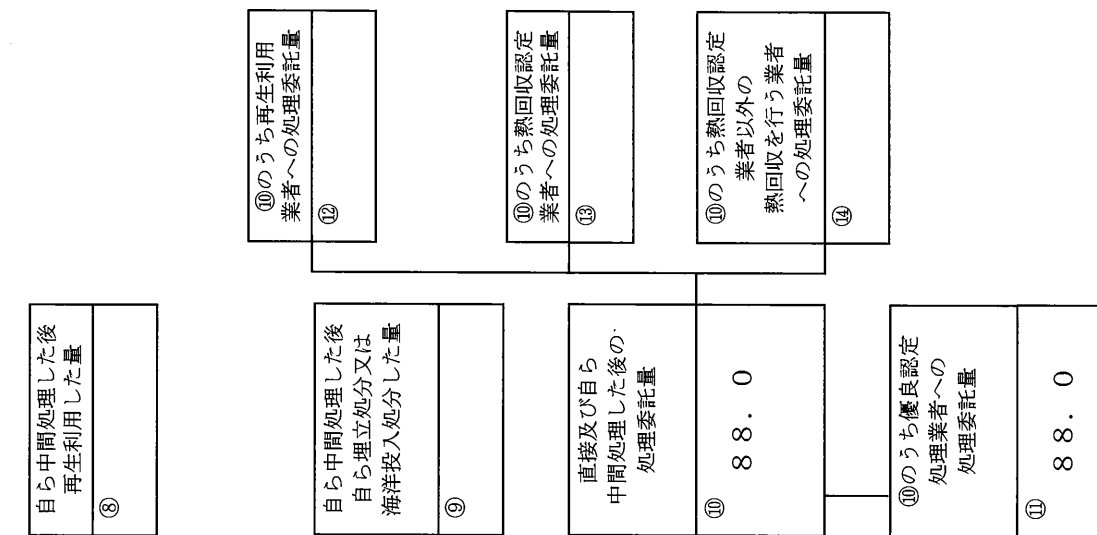 自ら中間処理した後
再生利用した量
⑧
自ら中間処理した後
自ら埋立処分又は
海洋投入処分した量
⑨
直接及び自ら
中間処理した後の
処理委託量
⑩
88.0
⑩のうち優良認定
処理業者への
処理委託量
⑪
88.0
⑩のうち再生利用
業者への処理委託量
⑫
⑩のうち熱回収認定
業者への処理委託量
⑬
⑩のうち熱回収認定
業者以外の
熱回収を行う業者
への処理委託量
⑭